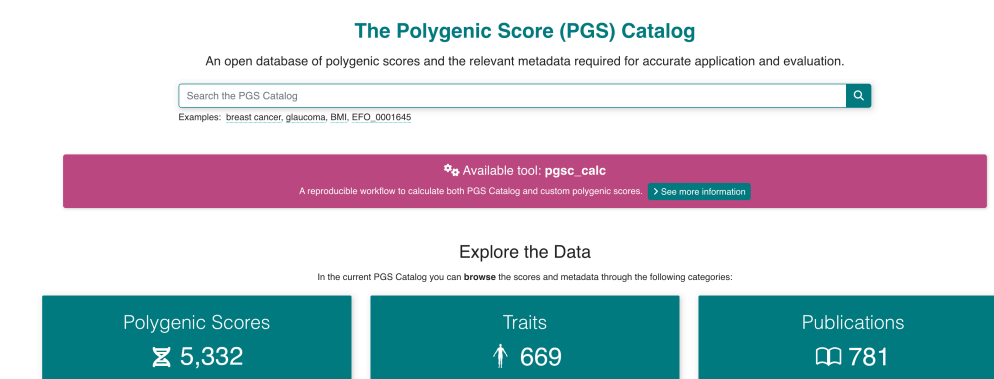 The Polygenic Score (PGS) Catalog
An open database of polygenic scores and the relevant metadata required for accurate application and evaluation.
Search the PGS Catalog
Examples: breast cancer, glaucoma, BMI, EFO_0001645
Available tool: pgsc_calc
A reproducible workflow to calculate both PGS Catalog and custom polygenic scores. See more information
Explore the Data
In the current PGS Catalog you can browse the scores and metadata through the following categories:
Polygenic Scores
5,332
Traits
669
Publications
781